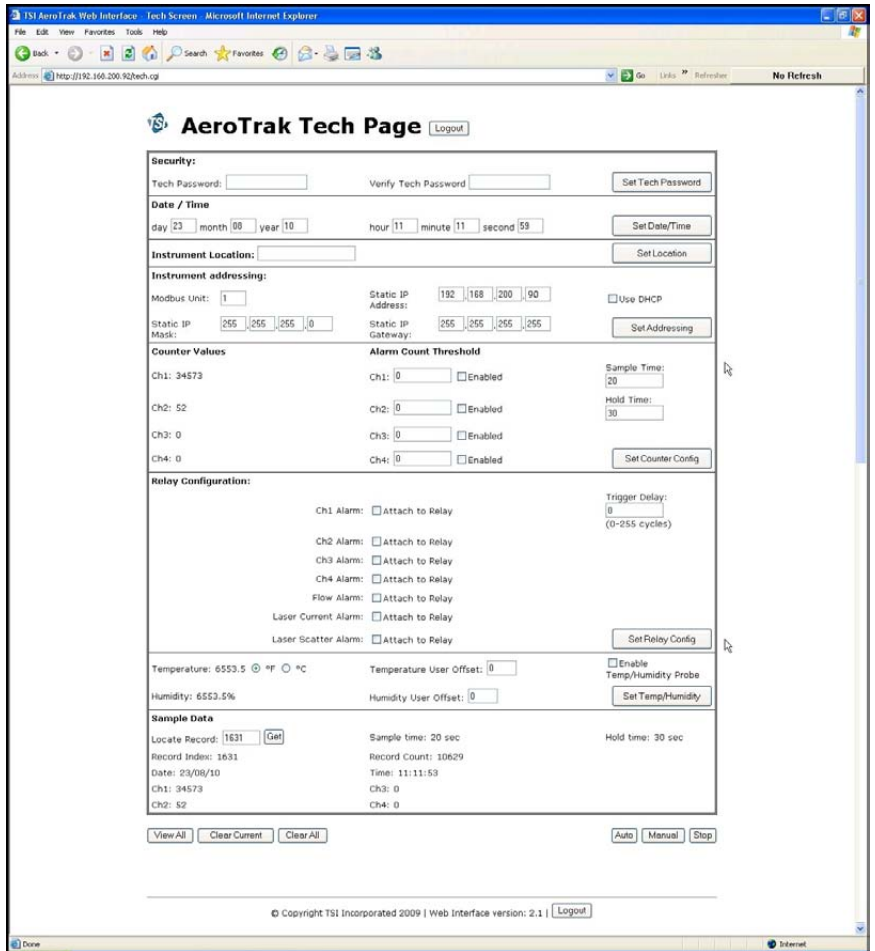 TSI AeroTrak Web Interface - Tech Screen - Microsoft Internet Explorer
File Edit View Favorites Tools Help
Back Search Favorites
Address http://192.168.200.92/tech.cgi Go Links » Refresher No Refresh
TSI AeroTrak Tech Page Logout
Security:
Tech Password: Verify Tech Password Set Tech Password
Date / Time
day 23 month 08 year 10 hour 11 minute 11 second 59 Set Date/Time
Instrument Location: Set Location
Instrument addressing:
Modbus Unit: 1 Static IP Address: 192 .168 .200 .90 Use DHCP
Static IP Mask: 255 .255 .255 .0 Static IP Gateway: 255 .255 .255 .255 Set Addressing
Counter Values Alarm Count Threshold
Ch1: 34573 Ch1: 0 Enabled Sample Time: 20
Ch2: 52 Ch2: 0 Enabled Hold Time: 30
Ch3: 0 Ch3: 0 Enabled
Ch4: 0 Ch4: 0 Enabled Set Counter Config
Relay Configuration:
Ch1 Alarm: Attach to Relay Trigger Delay: 0 (0-255 cycles)
Ch2 Alarm: Attach to Relay
Ch3 Alarm: Attach to Relay
Ch4 Alarm: Attach to Relay
Flow Alarm: Attach to Relay
Laser Current Alarm: Attach to Relay
Laser Scatter Alarm: Attach to Relay Set Relay Config
Temperature: 6553.5 ºF ºC Temperature User Offset: 0 Enable Temp/Humidity Probe
Humidity: 6553.5% Humidity User Offset: 0 Set Temp/Humidity
Sample Data
Locate Record: 1631 Get Sample time: 20 sec Hold time: 30 sec
Record Index: 1631 Record Count: 10629
Date: 23/08/10 Time: 11:11:53
Ch1: 34573 Ch3: 0
Ch2: 52 Ch4: 0
View All Clear Current Clear All Auto Manual Stop
© Copyright TSI Incorporated 2009 | Web Interface version: 2.1 | Logout
Done Internet